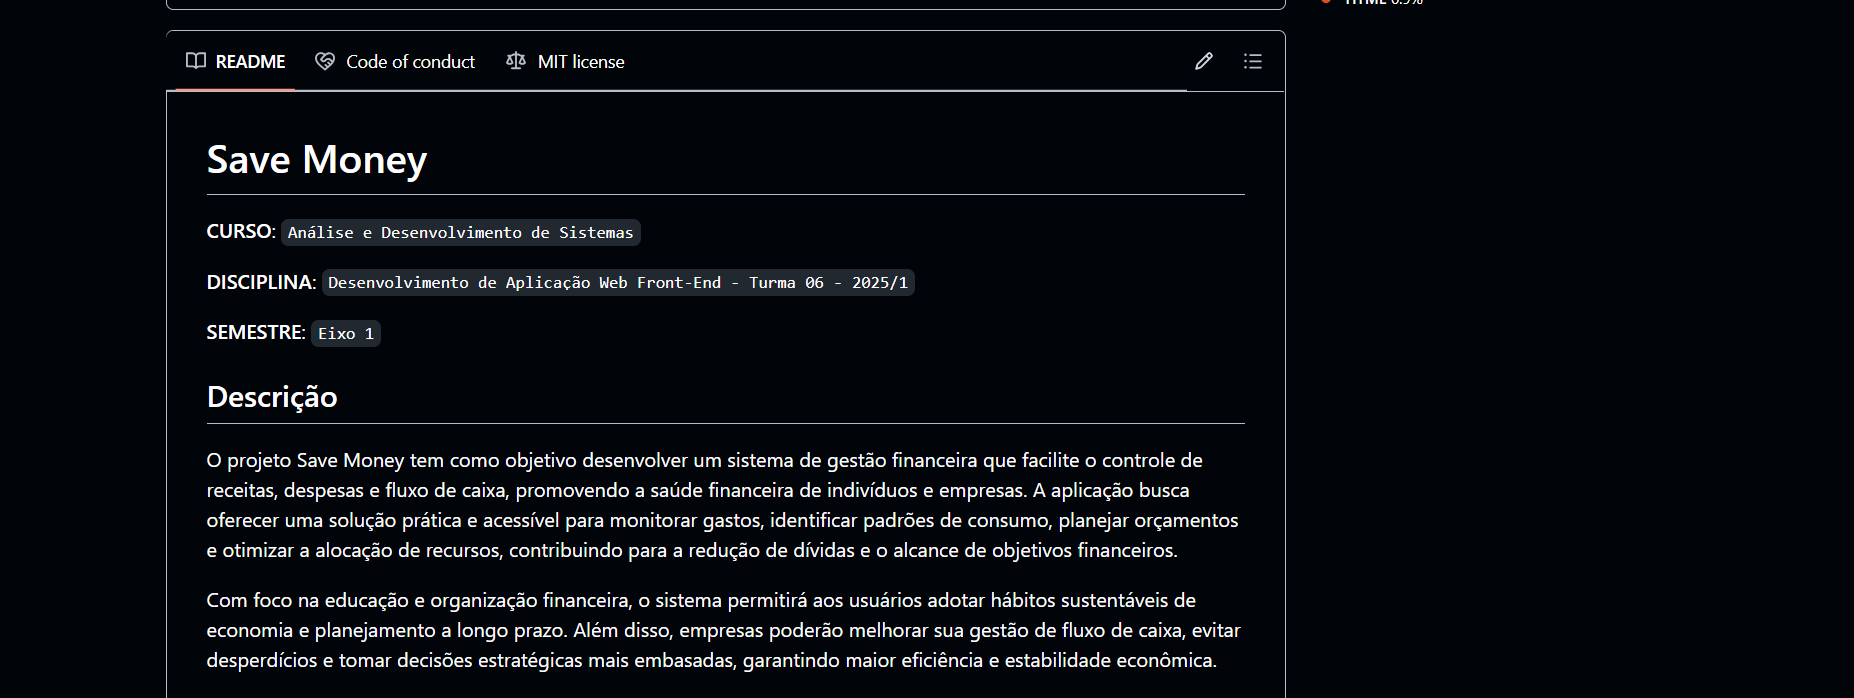 README Code of conduct MIT license
Save Money
CURSO: Análise e Desenvolvimento de Sistemas
DISCIPLINA: Desenvolvimento de Aplicação Web Front-End - Turma 06 - 2025/1
SEMESTRE: Eixo 1
Descrição
O projeto Save Money tem como objetivo desenvolver um sistema de gestão financeira que facilite o controle de
receitas, despesas e fluxo de caixa, promovendo a saúde financeira de indivíduos e empresas. A aplicação busca
oferecer uma solução prática e acessível para monitorar gastos, identificar padrões de consumo, planejar orçamentos
e otimizar a alocação de recursos, contribuindo para a redução de dívidas e o alcance de objetivos financeiros.
Com foco na educação e organização financeira, o sistema permitirá aos usuários adotar hábitos sustentáveis de
economia e planejamento a longo prazo. Além disso, empresas poderão melhorar sua gestão de fluxo de caixa, evitar
desperdícios e tomar decisões estratégicas mais embasadas, garantindo maior eficiência e estabilidade econômica.